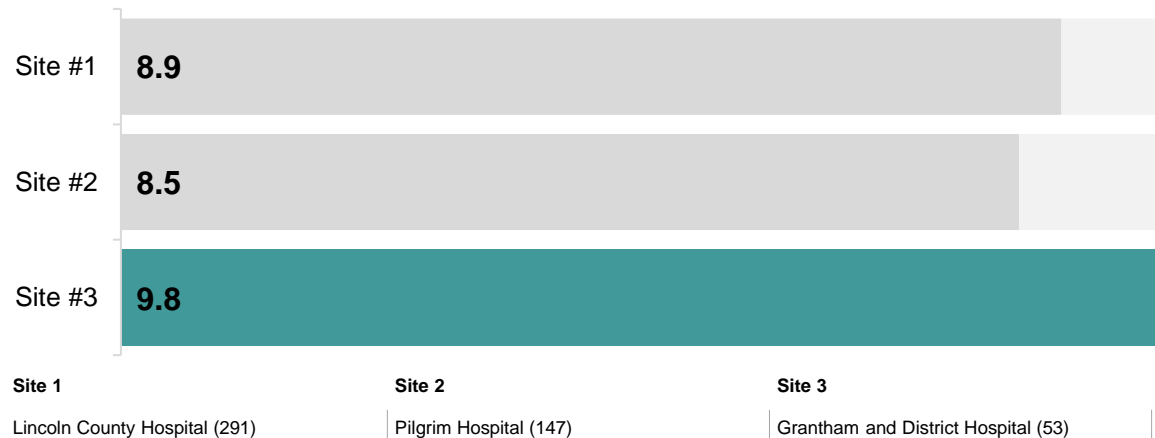 Site #1 8.9
Site #2 8.5
Site #3 9.8
Site 1 Site 2 Site 3
Lincoln County Hospital (291) Pilgrim Hospital (147) Grantham and District Hospital (53)